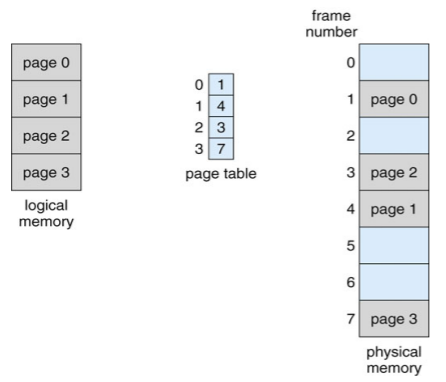 page 0
page 1
page 2
page 3
logical
memory
0 1
1 4
2 3
3 7
page table
frame
number
0
1 page 0
2
3 page 2
4 page 1
5
6
7 page 3
physical
memory